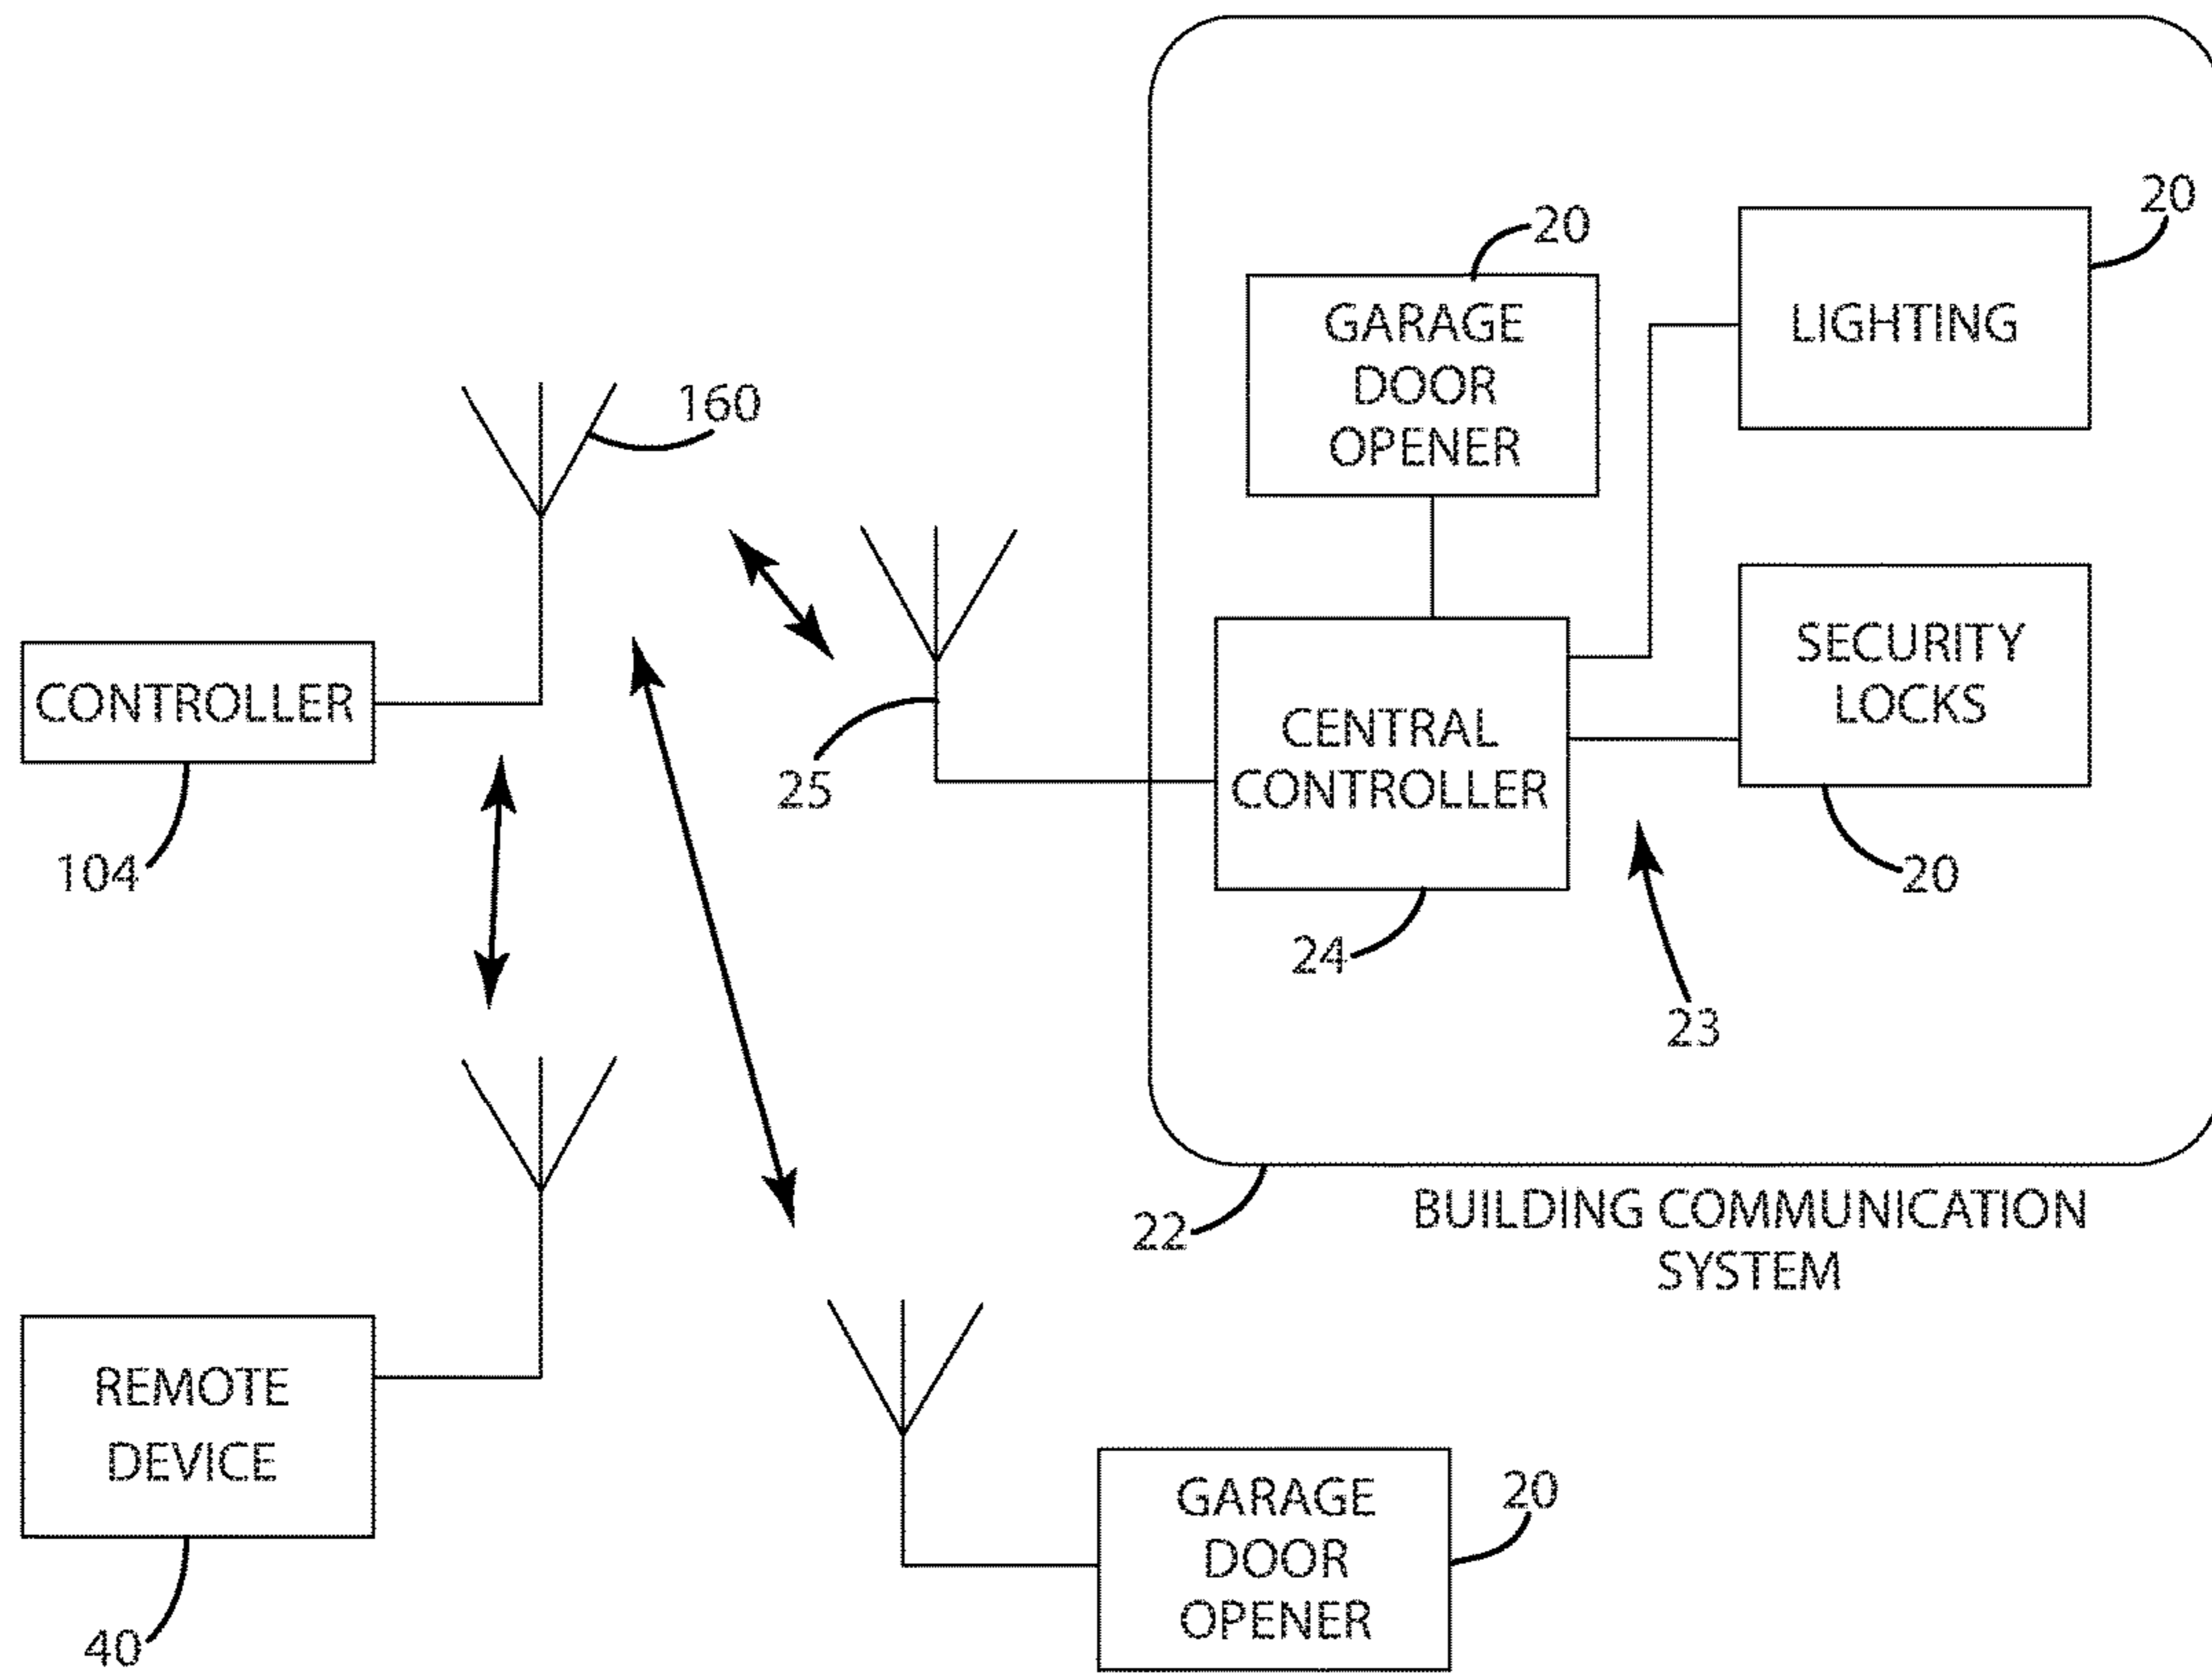 20
20
GARAGE
DOOR
OPENER
LIGHTING
160
SECURITY
LOCKS
CONTROLLER
CENTRAL
CONTROLLER
25
104
20
24
23
22
BUILDING COMMUNICATION
SYSTEM
REMOTE
DEVICE
GARAGE
DOOR
OPENER
20
40